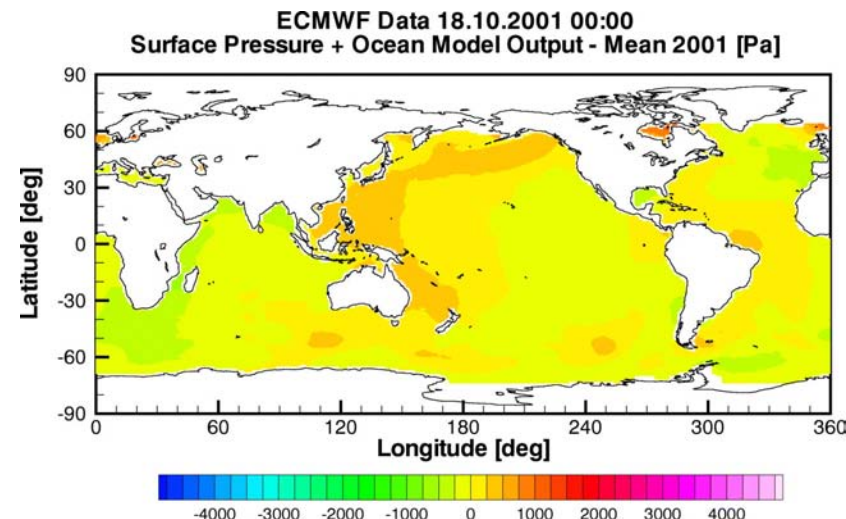 ECMWF Data 18.10.2001 00:00
Surface Pressure + Ocean Model Output - Mean 2001 [Pa]
90
60
30
0
-30
-60
-90
Latitude [deg]
0 60 120 180 240 300 360
Longitude [deg]
-4000 -3000 -2000 -1000 0 1000 2000 3000 4000